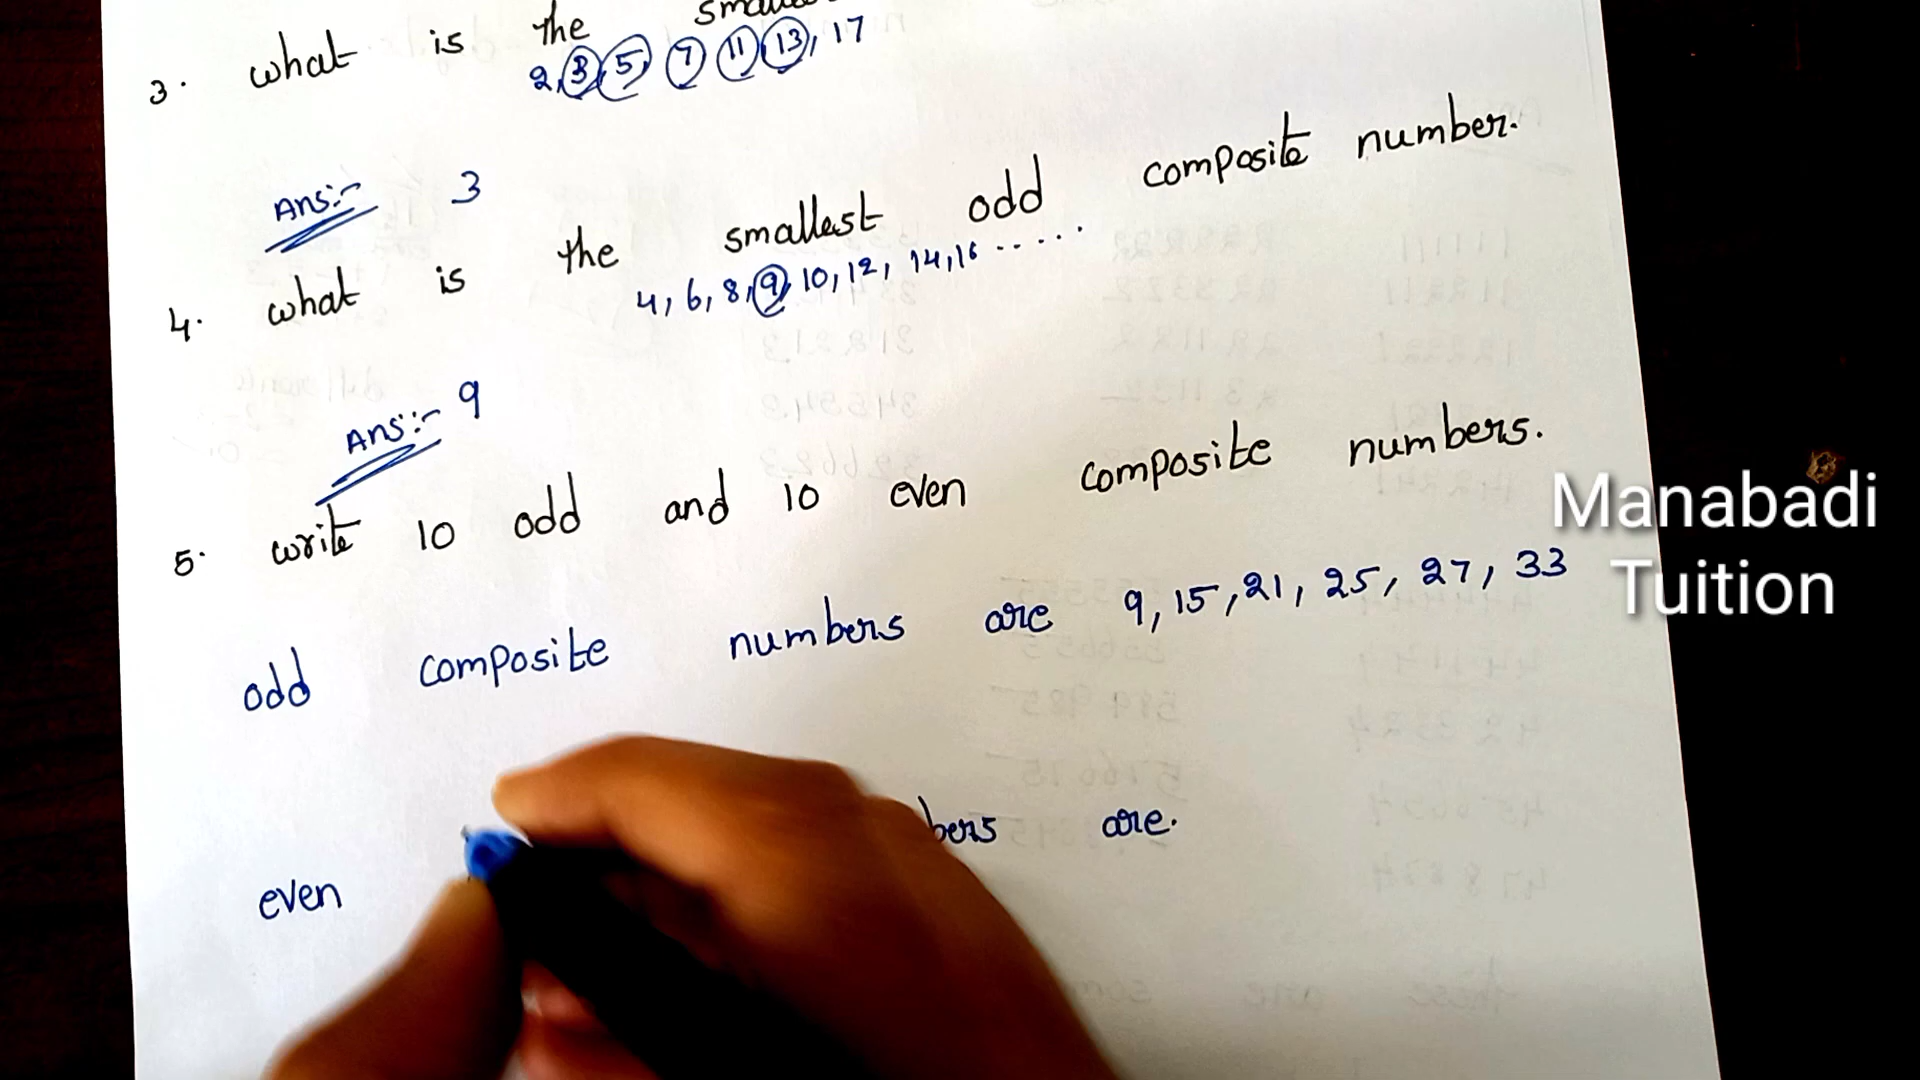 3. what is the
2, 3, 5, 7 11, 13, 17
Ans:- 3
4. what is the smallest odd composite number.
4, 6, 8, 9, 10, 12, 14, 16 .....
Ans:- 9
5. write 10 odd and 10 even composite numbers.
odd composite numbers are 9, 15, 21, 25, 27, 33
even bers are.
Manabadi
Tuition